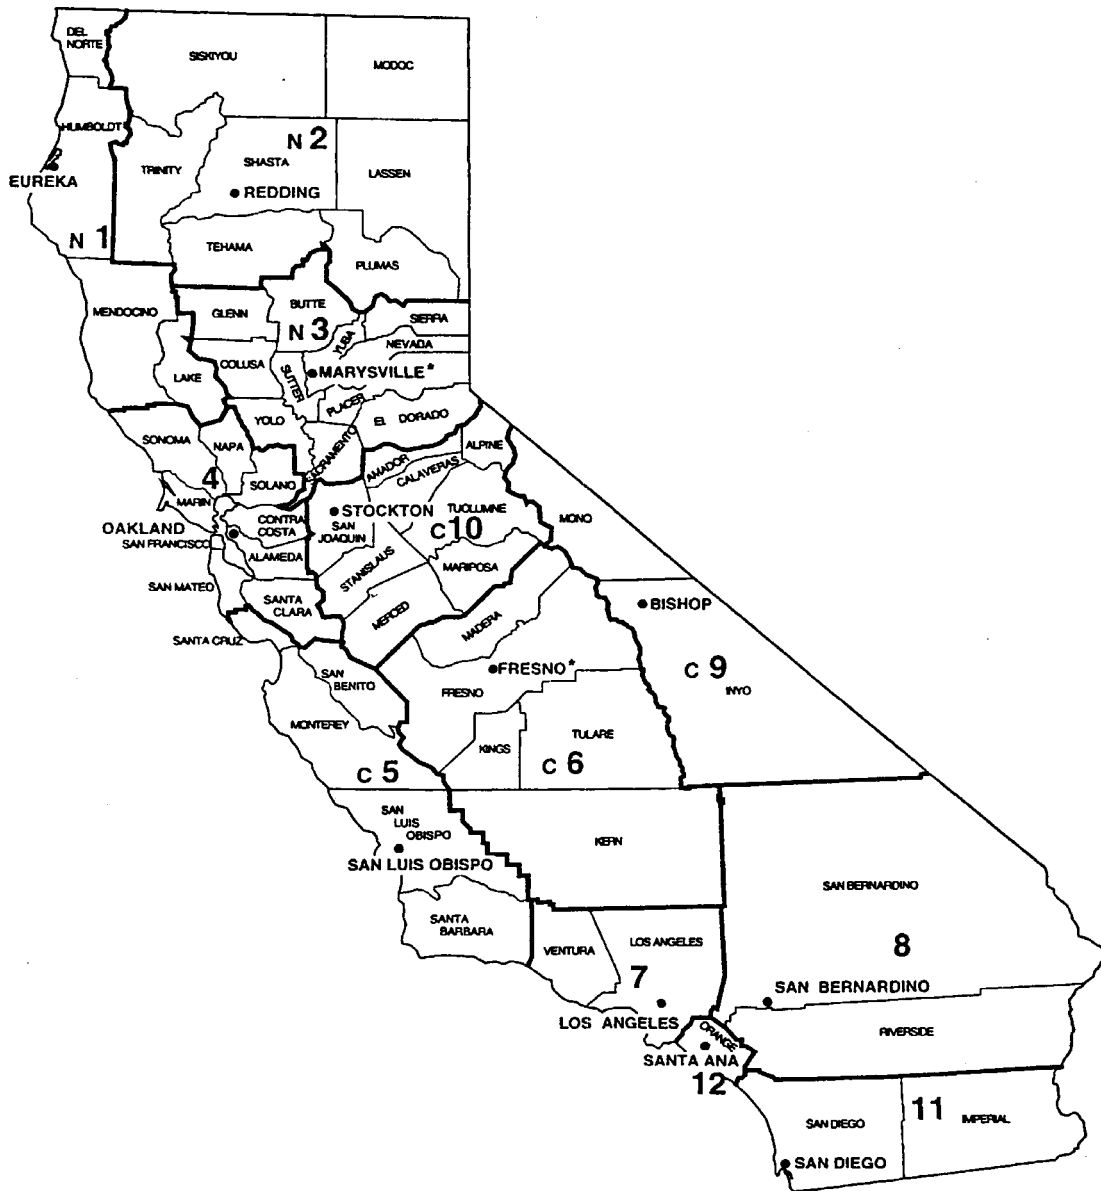 DEL
NORTE
SISKIYOU
MODOC
HUMBOLDT
N 2
TRINITY
SHASTA
LASSEN
EUREKA
REDDING
N 1
TEHAMA
PLUMAS
MENDOCINO
GLENN
BUTTE
SIERRA
N 3
YUBA
NEVADA
COLUSA
LAKE
SUTTER
MARYSVILLE*
PLACER
YOLO
EL DORADO
SONOMA
NAPA
SACRAMENTO
ALPINE
AMADOR
CALAVERAS
4
SOLANO
MARIN
STOCKTON
TUOLUMNE
MONO
OAKLAND
CONTRA
COSTA
SAN
JOAQUIN
C 10
SAN FRANCISCO
ALAMEDA
STANISLAUS
MARIPOSA
SAN MATEO
SANTA
CLARA
MERCED
BISHOP
MADERA
SANTA CRUZ
SAN
BENITO
FRESNO*
C 9
INYO
FRESNO
MONTEREY
KINGS
TULARE
C 5
C 6
SAN
LUIS
OBISPO
KERN
SAN LUIS OBISPO
SAN BERNARDINO
SANTA
BARBARA
VENTURA
LOS ANGELES
8
7
SAN BERNARDINO
LOS ANGELES
ORANGE
RIVERSIDE
SANTA ANA
12
11
SAN DIEGO
IMPERIAL
SAN DIEGO